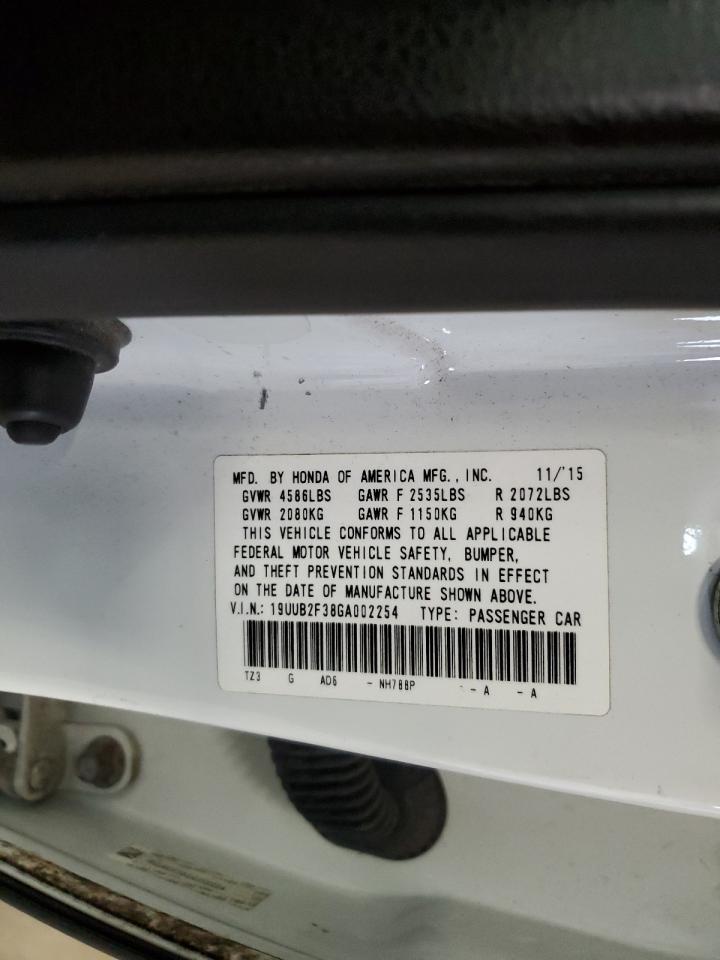 MFD. BY HONDA OF AMERICA MFG., INC. 11/'15
GVWR 4586LBS GAWR F 2535LBS R 2072LBS
GVWR 2080KG GAWR F 1150KG R 940KG
THIS VEHICLE CONFORMS TO ALL APPLICABLE
FEDERAL MOTOR VEHICLE SAFETY, BUMPER,
AND THEFT PREVENTION STANDARDS IN EFFECT
ON THE DATE OF MANUFACTURE SHOWN ABOVE.
V.I.N.: 19UUB2F38GA002254 TYPE: PASSENGER CAR
TZ3 G AD6 - NH788P - A - A